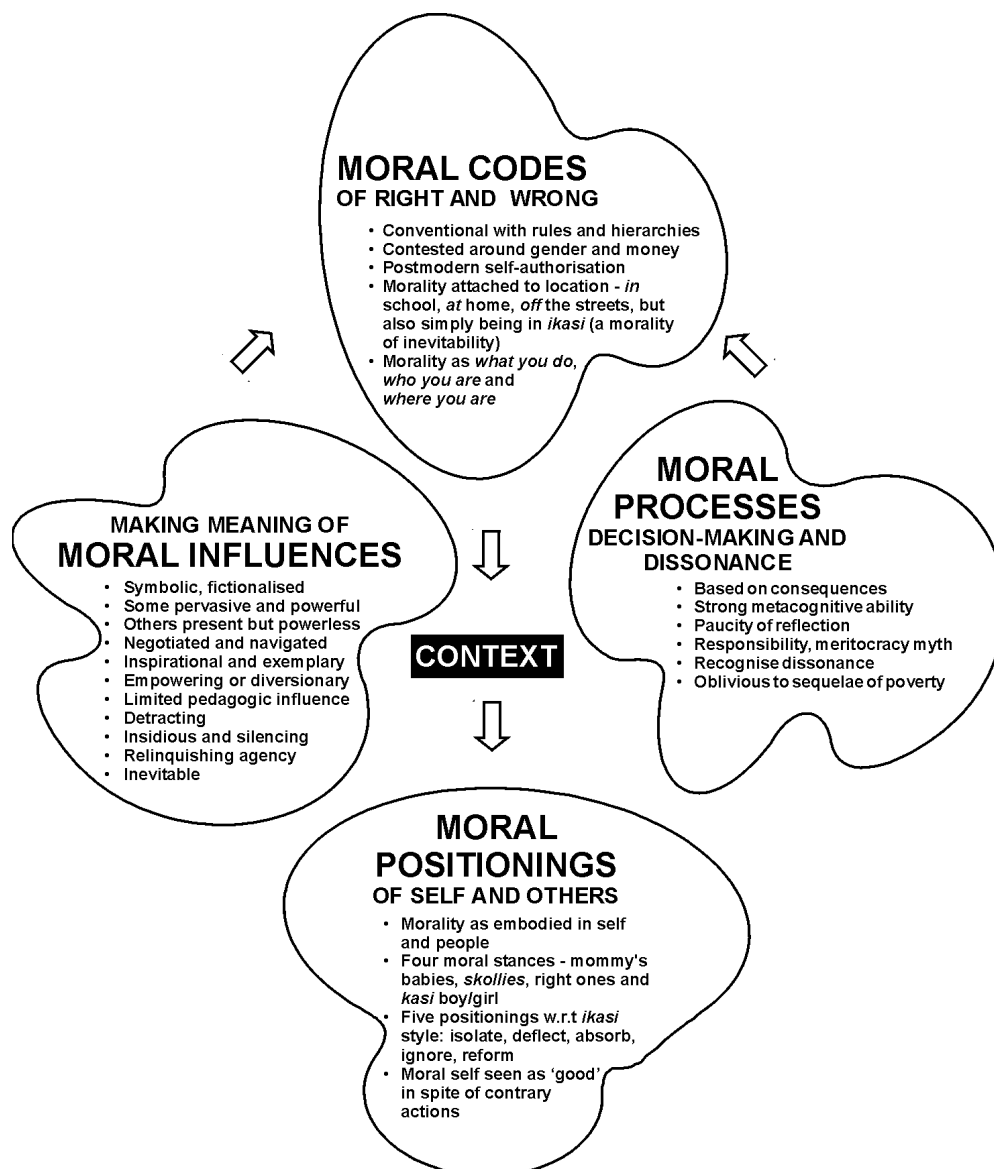 MORAL CODES
OF RIGHT AND WRONG
• Conventional with rules and hierarchies
• Contested around gender and money
• Postmodern self-authorisation
• Morality attached to location - in
school, at home, off the streets, but
also simply being in ikasi (a morality
of inevitability)
• Morality as what you do,
who you are and
where you are
MAKING MEANING OF
MORAL INFLUENCES
• Symbolic, fictionalised
• Some pervasive and powerful
• Others present but powerless
• Negotiated and navigated
• Inspirational and exemplary
• Empowering or diversionary
• Limited pedagogic influence
• Detracting
• Insidious and silencing
• Relinquishing agency
• Inevitable
MORAL
PROCESSES
DECISION-MAKING AND
DISSONANCE
• Based on consequences
• Strong metacognitive ability
• Paucity of reflection
• Responsibility, meritocracy myth
• Recognise dissonance
• Oblivious to sequelae of poverty
CONTEXT
MORAL
POSITIONINGS
OF SELF AND OTHERS
• Morality as embodied in self
and people
• Four moral stances - mommy's
babies, skollies, right ones and
kasi boy/girl
• Five positionings w.r.t ikasi
style: isolate, deflect, absorb,
ignore, reform
• Moral self seen as ‘good’
in spite of contrary
actions